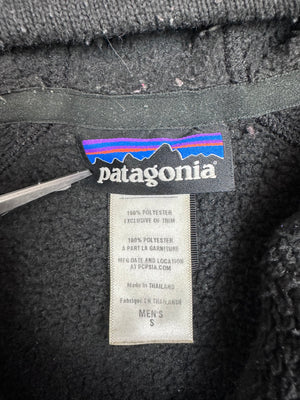 patagonia
100% POLYESTER
EXCLUSIVE OF TRIM
100% POLYESTER
A PART LA GARNITURE
MFG DATE AND LOCATION
AT PCPSIA.COM
MADE IN THAILAND
FABRIQUÉ EN THAILANDE
MEN'S
S